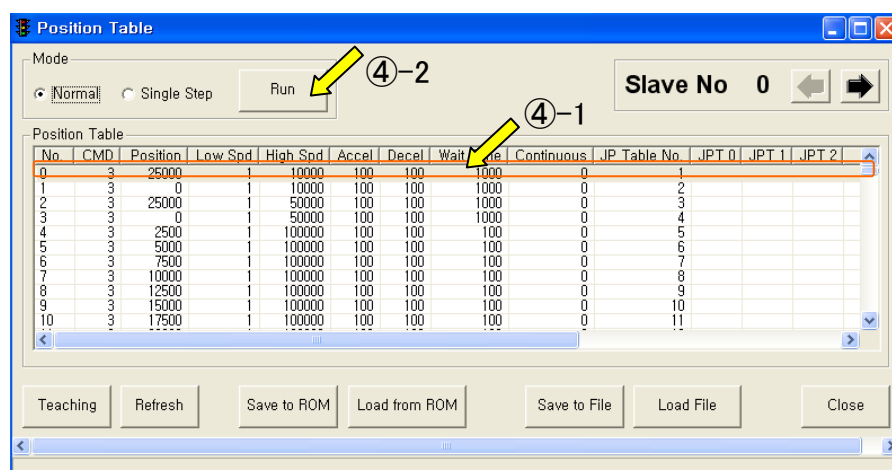 Position Table
Mode
Normal Single Step Run
④-2
Slave No 0
④-1
Position Table
No. CMD Position Low Spd High Spd Accel Decel Wait Continuous JP Table No. JPT 0 JPT 1 JPT 2
0 3 25000 1 10000 100 100 1000 0 1
1 3 0 1 10000 100 100 1000 0 2
2 3 25000 1 50000 100 100 1000 0 3
3 3 0 1 50000 100 100 1000 0 4
4 3 2500 1 100000 100 100 100 0 5
5 3 5000 1 100000 100 100 100 0 6
6 3 7500 1 100000 100 100 100 0 7
7 3 10000 1 100000 100 100 100 0 8
8 3 12500 1 100000 100 100 100 0 9
9 3 15000 1 100000 100 100 100 0 10
10 3 17500 1 100000 100 100 100 0 11
Teaching Refresh Save to ROM Load from ROM Save to File Load File Close